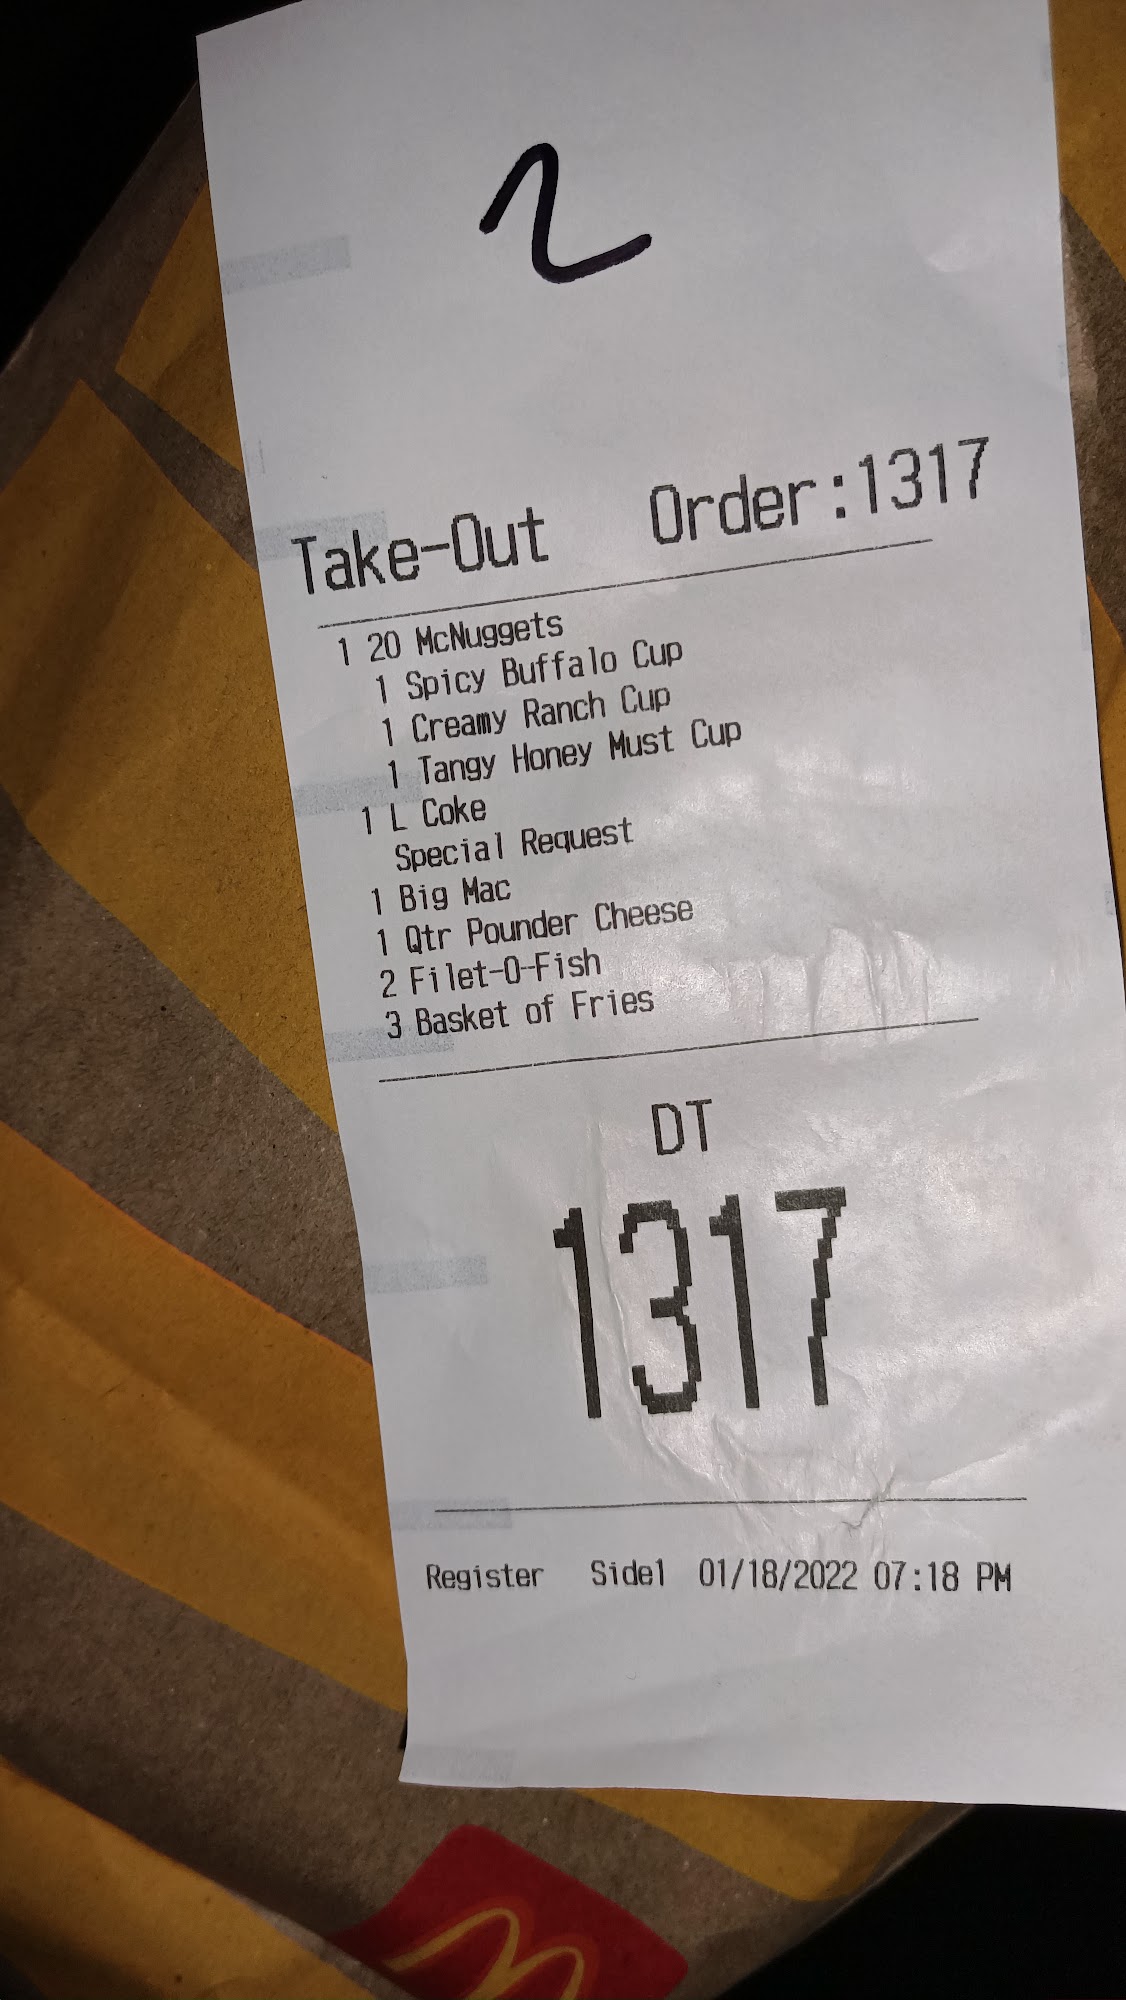 2
Take-Out Order:1317
1 20 McNuggets
1 Spicy Buffalo Cup
1 Creamy Ranch Cup
1 Tangy Honey Must Cup
1 L Coke
Special Request
1 Big Mac
1 Qtr Pounder Cheese
2 Filet-O-Fish
3 Basket of Fries
DT
1317
Register Side1 01/18/2022 07:18 PM